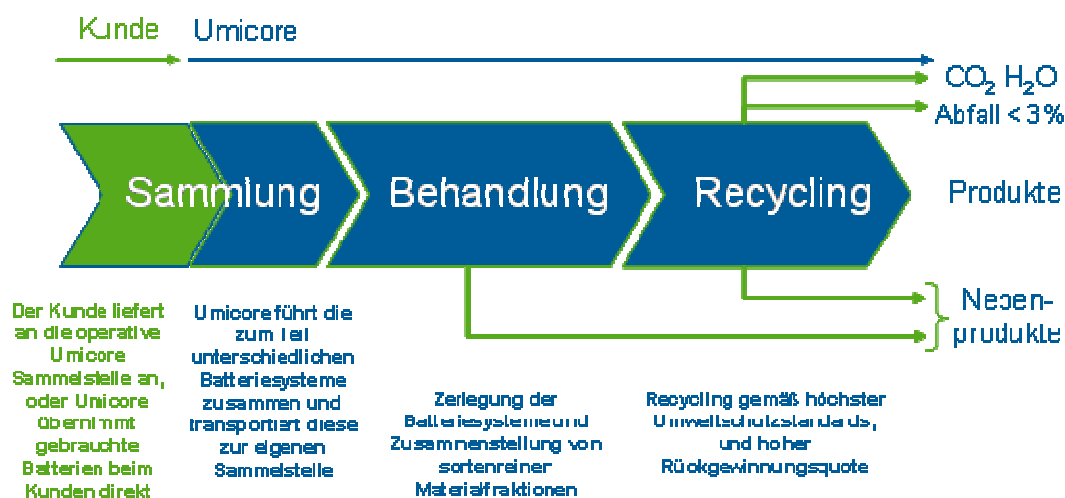 Kunde
Umicore
CO₂ H₂O
Abfall < 3%
Sammlung
Behandlung
Recycling
Produkte
Neben-
produkte
Der Kunde liefert
an die operative
Umicore
Sammelstelle an,
oder Umicore
übernimmt
gebrauchte
Batterien beim
Kunden direkt
Umicore führt die
zum Teil
unterschiedlichen
Batteriesysteme
zusammen und
transportiert diese
zur eigenen
Sammelstelle
Zerlegung der
Batteriesysteme und
Zusammenstellung von
sortenreiner
Materialfraktionen
Recycling gemäß höchster
Umweltschutzstandards,
und hoher
Rückgewinnungsquote